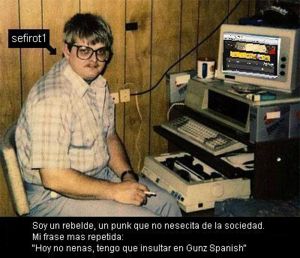 sefirot1
Soy un rebelde, un punk que no nesecita de la sociedad.
Mi frase mas repetida:
"Hoy no nenas, tengo que insultar en Gunz Spanish"